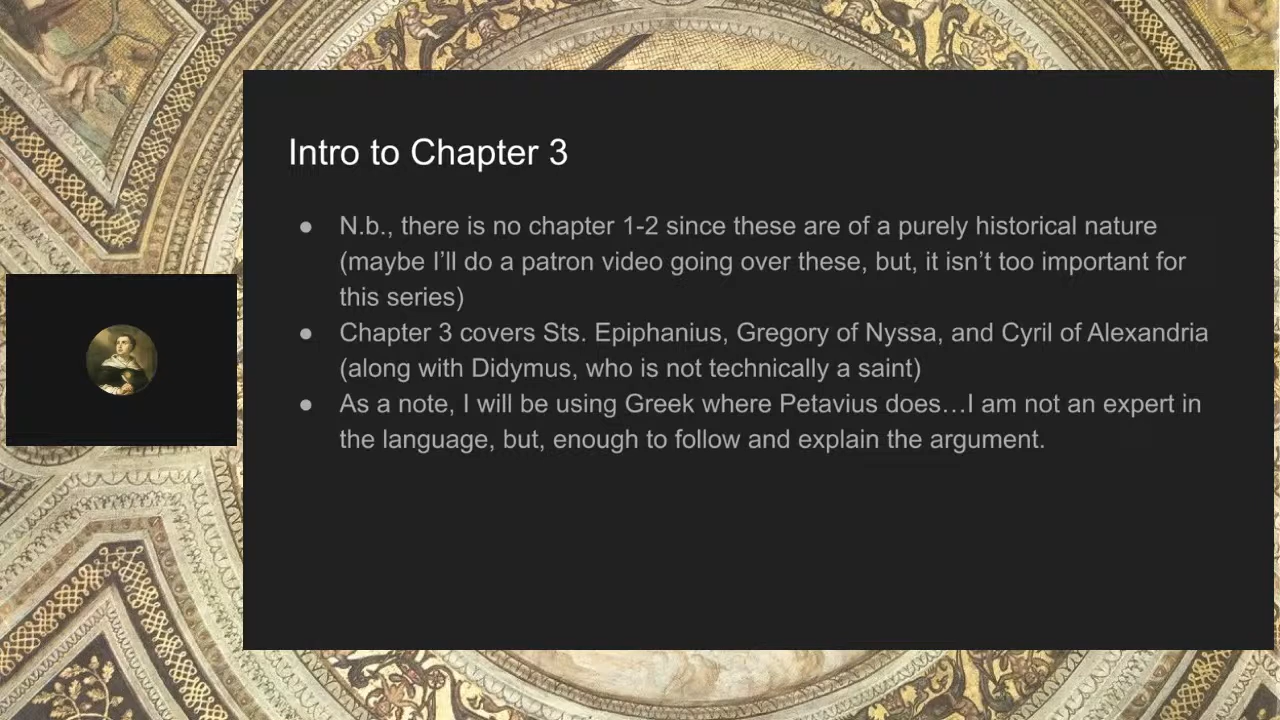 Intro to Chapter 3
● N.b., there is no chapter 1-2 since these are of a purely historical nature
(maybe I’ll do a patron video going over these, but, it isn’t too important for
this series)
● Chapter 3 covers Sts. Epiphanius, Gregory of Nyssa, and Cyril of Alexandria
(along with Didymus, who is not technically a saint)
● As a note, I will be using Greek where Petavius does…I am not an expert in
the language, but, enough to follow and explain the argument.